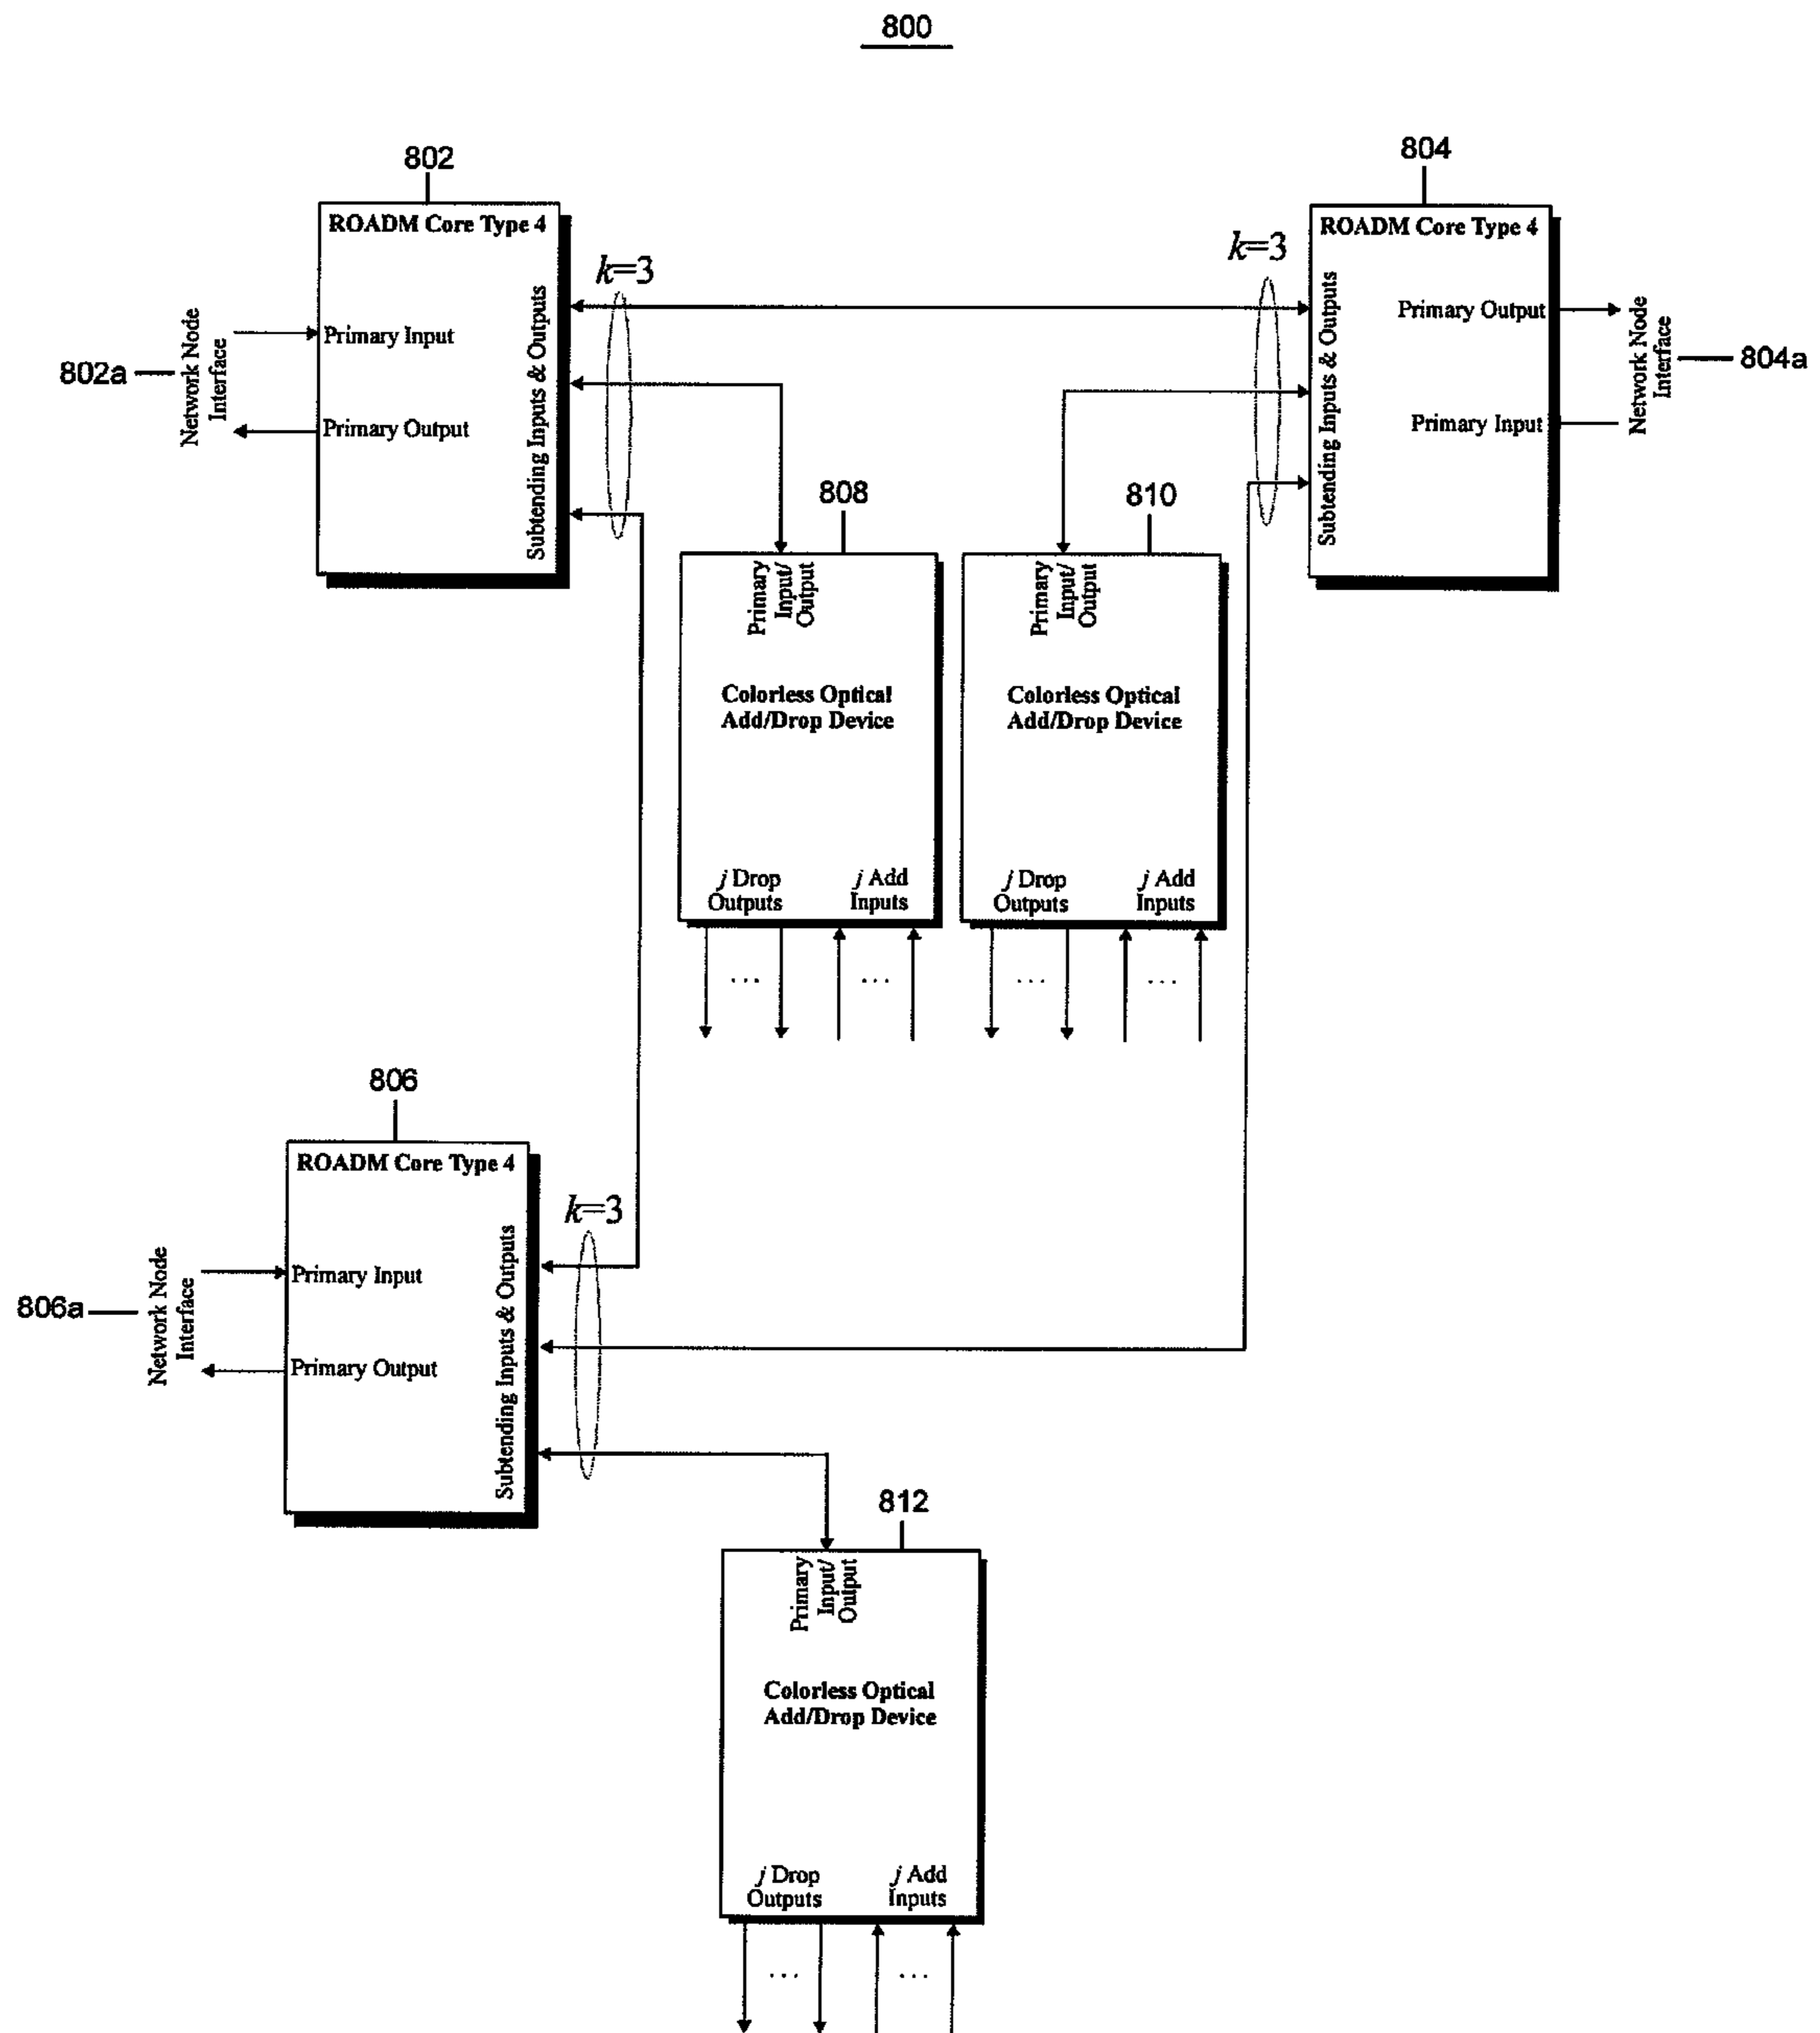 800
802
ROADM Core Type 4
k=3
Primary Input
Primary Output
Subtending Inputs & Outputs
Network Node
Interface
802a
804
ROADM Core Type 4
k=3
Primary Output
Primary Input
Subtending Inputs & Outputs
Network Node
Interface
804a
808
Primary
Input/
Output
Colorless Optical
Add/Drop Device
j Drop
Outputs
j Add
Inputs
...
...
810
Primary
Input/
Output
Colorless Optical
Add/Drop Device
j Drop
Outputs
j Add
Inputs
...
...
806
ROADM Core Type 4
k=3
Primary Input
Primary Output
Subtending Inputs & Outputs
Network Node
Interface
806a
812
Primary
Input/
Output
Colorless Optical
Add/Drop Device
j Drop
Outputs
j Add
Inputs
...
...